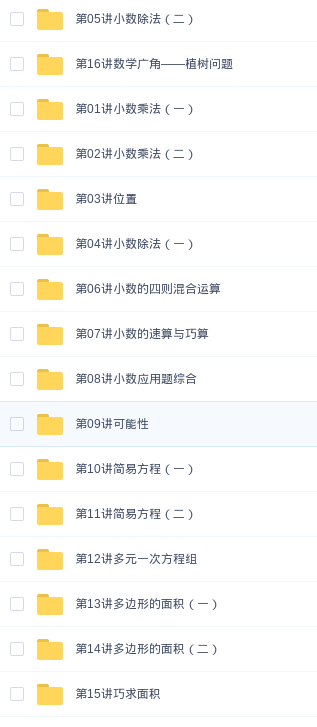 第05讲小数除法（二）
第16讲数学广角——植树问题
第01讲小数乘法（一）
第02讲小数乘法（二）
第03讲位置
第04讲小数除法（一）
第06讲小数的四则混合运算
第07讲小数的速算与巧算
第08讲小数应用题综合
第09讲可能性
第10讲简易方程（一）
第11讲简易方程（二）
第12讲多元一次方程组
第13讲多边形的面积（一）
第14讲多边形的面积（二）
第15讲巧求面积